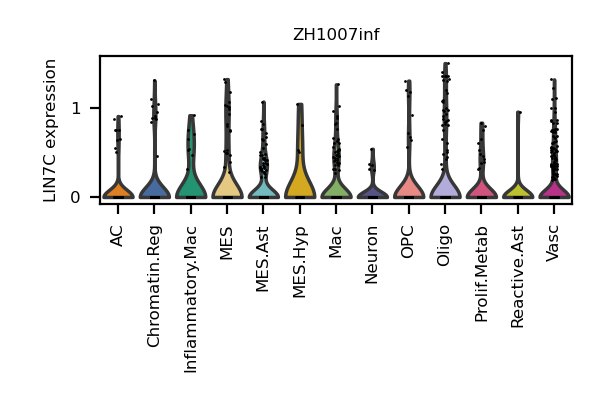 ZH1007inf
LIN7C expression
1
0
AC
Chromatin.Reg
Inflammatory.Mac
MES
MES.Ast
MES.Hyp
Mac
Neuron
OPC
Oligo
Prolif.Metab
Reactive.Ast
Vasc